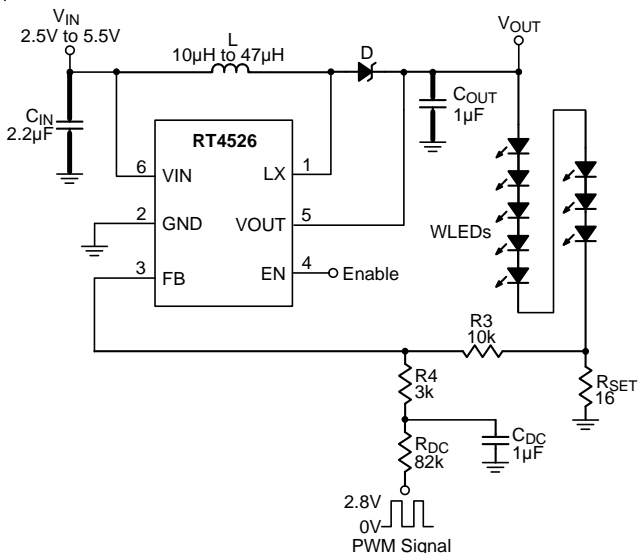 VIN
2.5V to 5.5V
L
10µH to 47µH
D
VOUT
CIN
2.2µF
COUT
1µF
RT4526
6
VIN
LX
1
2
GND
VOUT
5
3
FB
EN
4
Enable
WLEDs
R3
10k
R4
3k
RSET
16
RDC
82k
CDC
1µF
2.8V
0V
PWM Signal